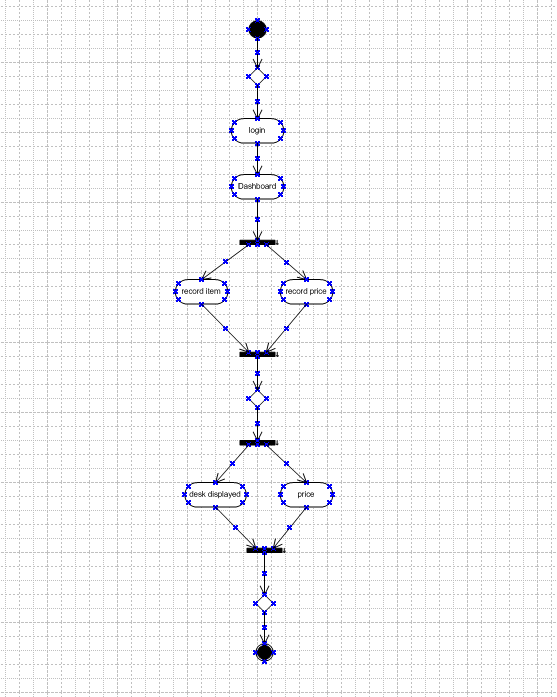 login
Dashboard
record item
record price
desk displayed
price